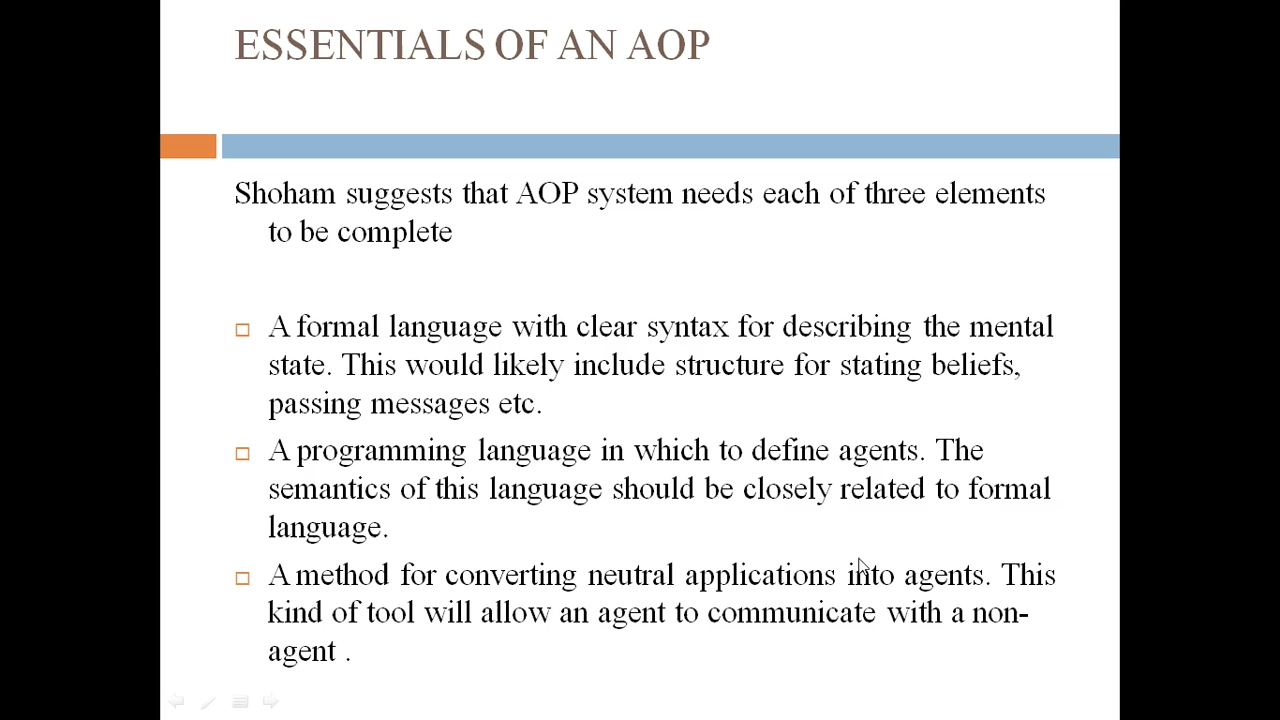 ESSENTIALS OF AN AOP
Shoham suggests that AOP system needs each of three elements
to be complete
A formal language with clear syntax for describing the mental
state. This would likely include structure for stating beliefs,
passing messages etc.
A programming language in which to define agents. The
semantics of this language should be closely related to formal
language.
A method for converting neutral applications into agents. This
kind of tool will allow an agent to communicate with a non-
agent .